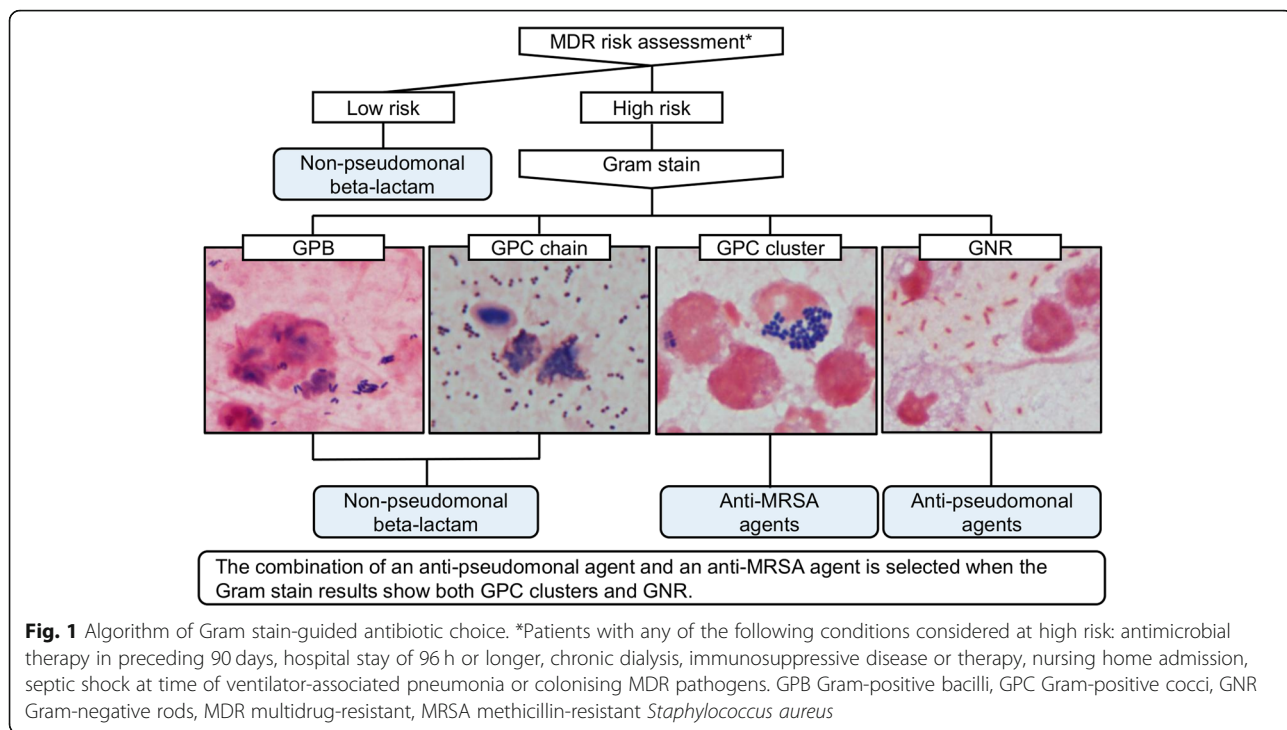 MDR risk assessment*
Low risk
High risk
Non-pseudomonal
beta-lactam
Gram stain
GPB
GPC chain
GPC cluster
GNR
Non-pseudomonal
beta-lactam
Anti-MRSA
agents
Anti-pseudomonal
agents
The combination of an anti-pseudomonal agent and an anti-MRSA agent is selected when the
Gram stain results show both GPC clusters and GNR.
Fig. 1 Algorithm of Gram stain-guided antibiotic choice. *Patients with any of the following conditions considered at high risk: antimicrobial
therapy in preceding 90 days, hospital stay of 96 h or longer, chronic dialysis, immunosuppressive disease or therapy, nursing home admission,
septic shock at time of ventilator-associated pneumonia or colonising MDR pathogens. GPB Gram-positive bacilli, GPC Gram-positive cocci, GNR
Gram-negative rods, MDR multidrug-resistant, MRSA methicillin-resistant Staphylococcus aureus